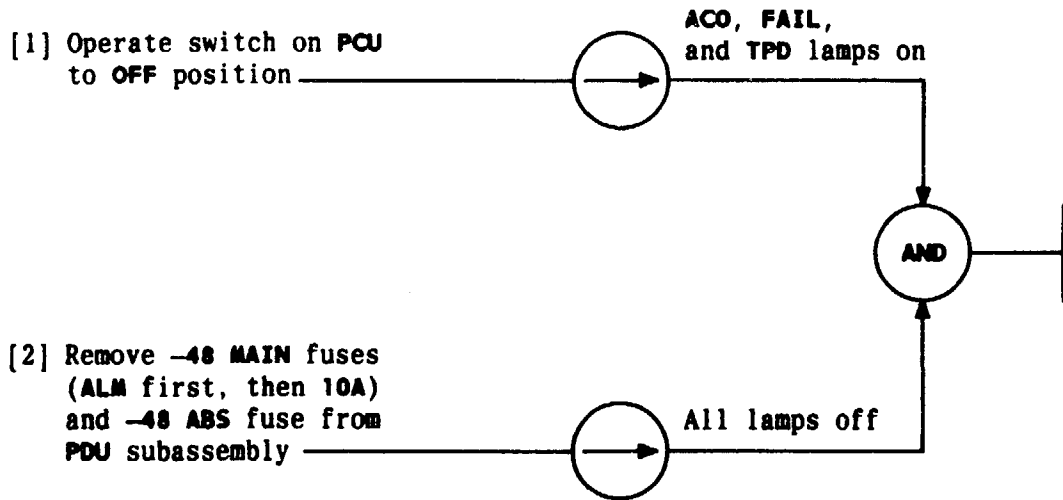 [1] Operate switch on PCU
to OFF position
ACO, FAIL,
and TPD lamps on
AND
[2] Remove –48 MAIN fuses
(ALM first, then 10A)
and –48 ABS fuse from
PDU subassembly
All lamps off